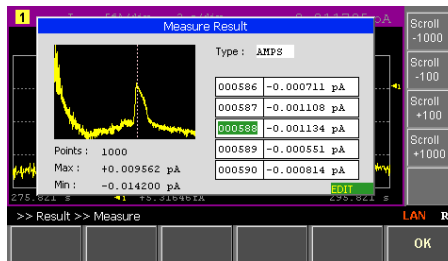 1
Measure Result
Type : AMPS
000586 -0.000711 pA
000587 -0.001108 pA
000588 -0.001134 pA
000589 -0.000551 pA
000590 -0.000814 pA
EDIT
Points : 1000
Max : +0.009562 pA
Min : -0.014200 pA
275.821 s
295.821 s
>> Result >> Measure
LAN R
Scroll -1000
Scroll -100
Scroll +100
Scroll +1000
OK